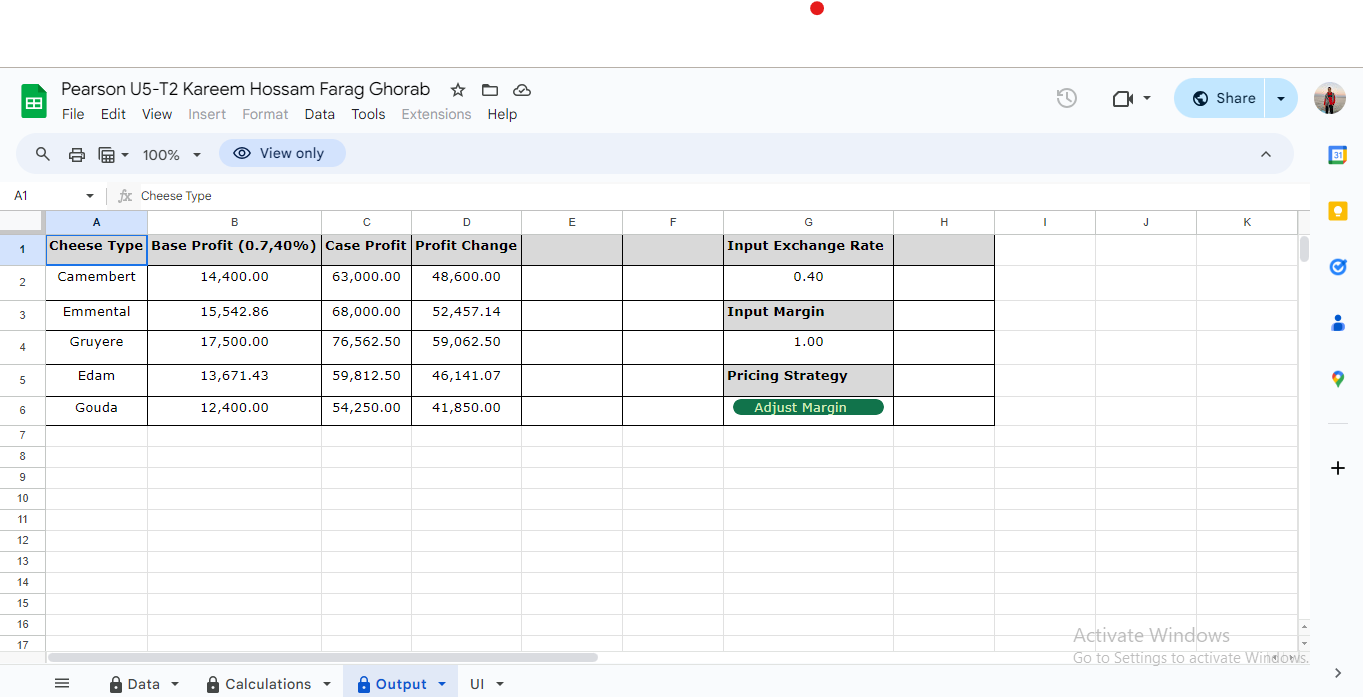 Pearson U5-T2 Kareem Hossam Farag Ghorab
File Edit View Insert Format Data Tools Extensions Help
Share
100% View only
31
A1 fx Cheese Type
A B C D E F G H I J K
1 Cheese Type Base Profit (0.7,40%) Case Profit Profit Change Input Exchange Rate
2 Camembert 14,400.00 63,000.00 48,600.00 0.40
3 Emmental 15,542.86 68,000.00 52,457.14 Input Margin
4 Gruyere 17,500.00 76,562.50 59,062.50 1.00
5 Edam 13,671.43 59,812.50 46,141.07 Pricing Strategy
6 Gouda 12,400.00 54,250.00 41,850.00 Adjust Margin
7
8
9
10
11
12
13
14
15
16
17
Activate Windows
Go to Settings to activate Windows.
Data Calculations Output UI